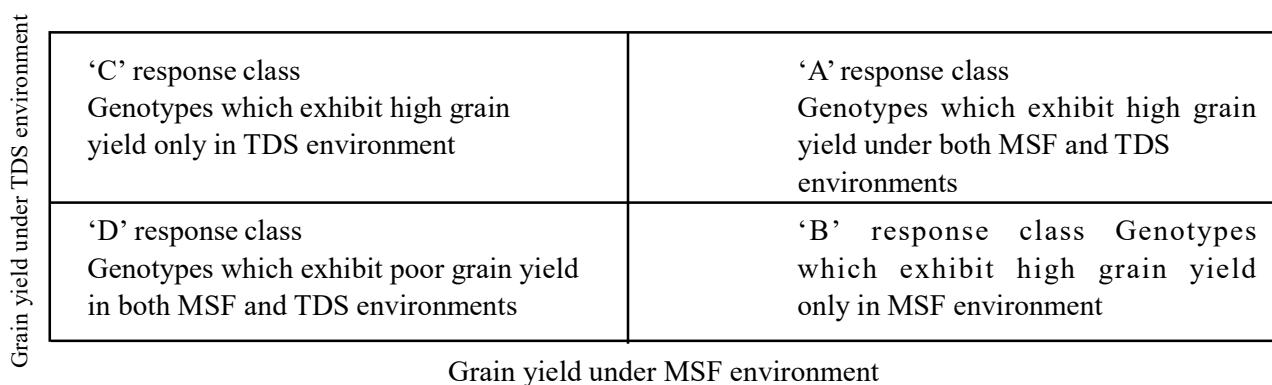 Grain yield under TDS environment
‘C’ response class
Genotypes which exhibit high grain
yield only in TDS environment
‘A’ response class
Genotypes which exhibit high grain
yield under both MSF and TDS
environments
‘D’ response class
Genotypes which exhibit poor grain yield
in both MSF and TDS environments
‘B’ response class Genotypes
which exhibit high grain yield
only in MSF environment
Grain yield under MSF environment